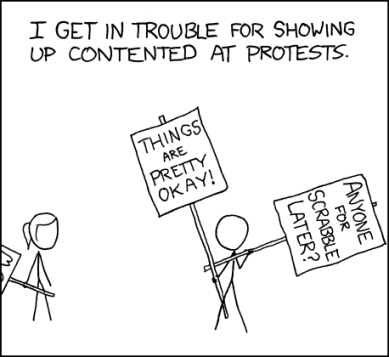 I GET IN TROUBLE FOR SHOWING
UP CONTENTED AT PROTESTS.
THINGS
ARE
PRETTY
OKAY!
ANYONE
FOR
SCRABBLE
LATER?